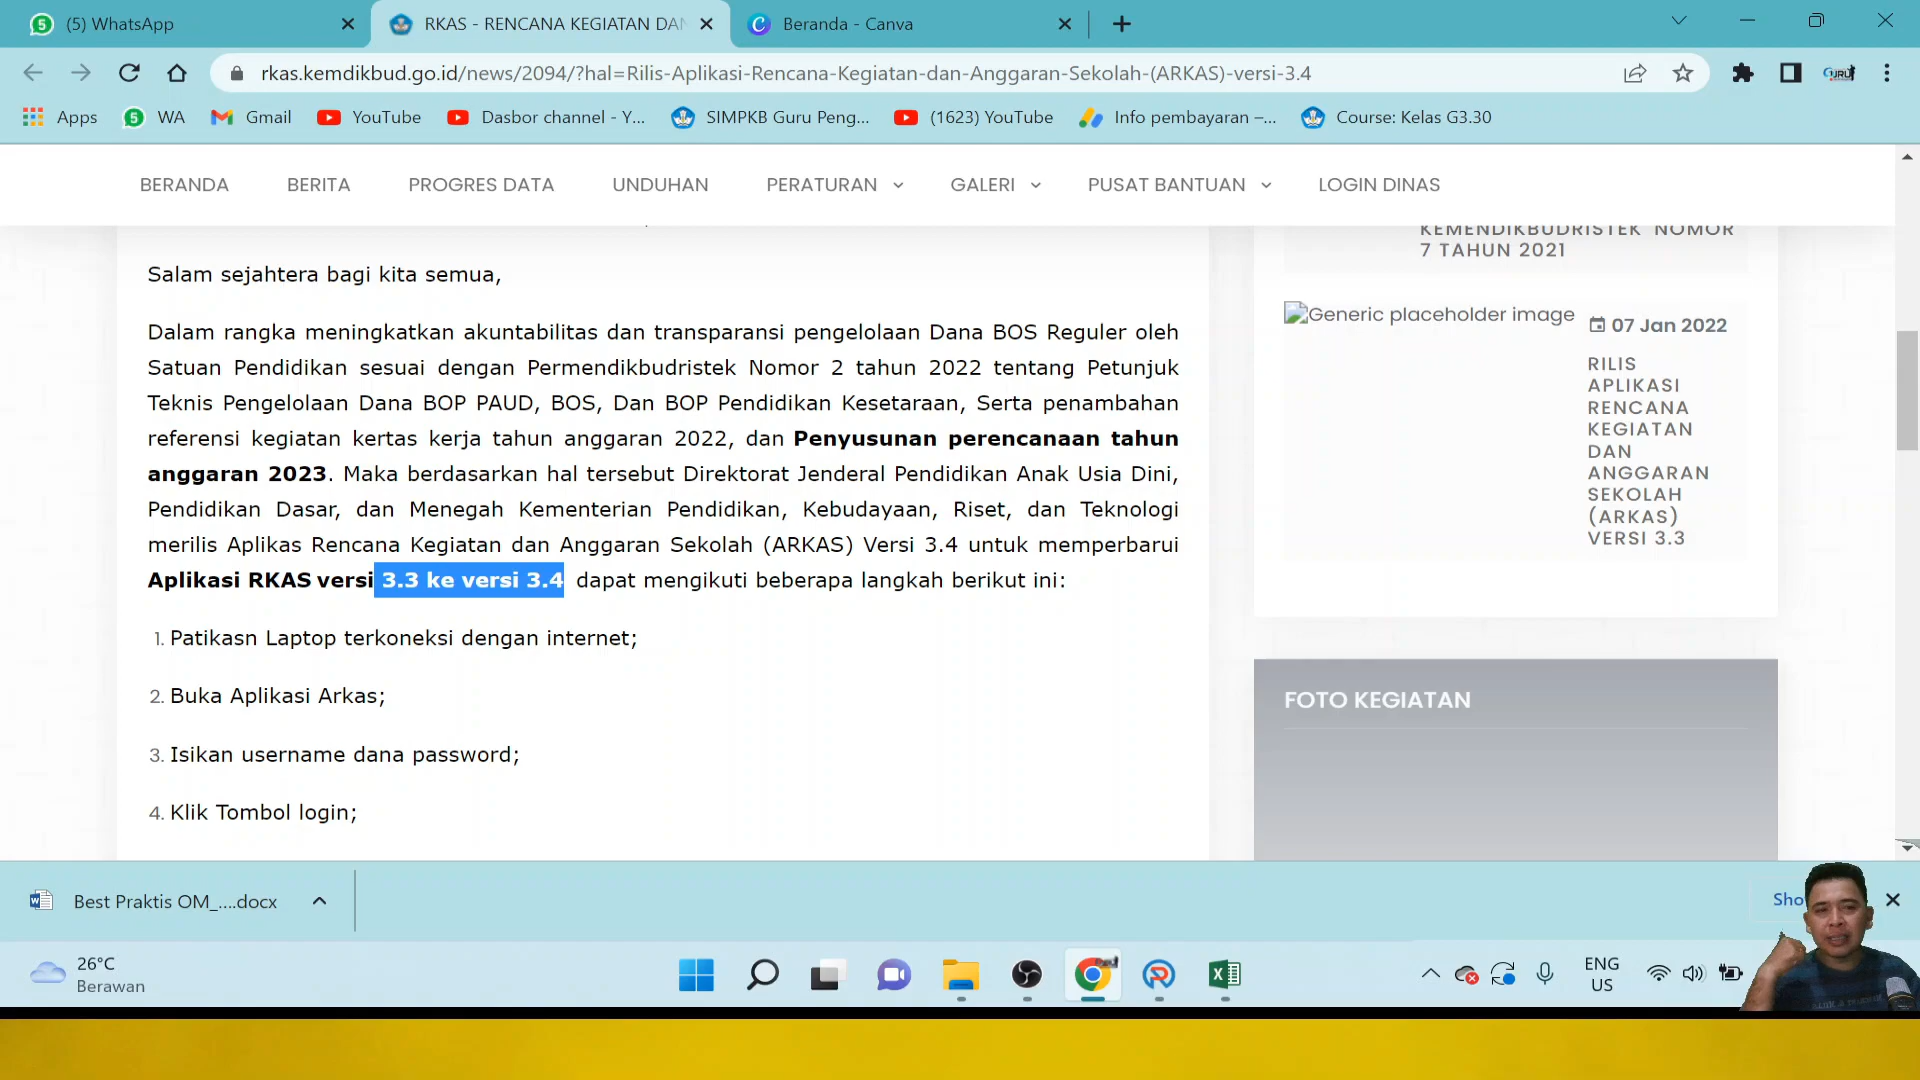 (5) WhatsApp
RKAS - RENCANA KEGIATAN DAN
Beranda - Canva
rkas.kemdikbud.go.id/news/2094/?hal=Rilis-Aplikasi-Rencana-Kegiatan-dan-Anggaran-Sekolah-(ARKAS)-versi-3.4
Apps
WA
Gmail
YouTube
Dasbor channel - Y...
SIMPKB Guru Peng...
(1623) YouTube
Info pembayaran –...
Course: Kelas G3.30
BERANDA
BERITA
PROGRES DATA
UNDUHAN
PERATURAN
GALERI
PUSAT BANTUAN
LOGIN DINAS
Salam sejahtera bagi kita semua,
Dalam rangka meningkatkan akuntabilitas dan transparansi pengelolaan Dana BOS Reguler oleh
Satuan Pendidikan sesuai dengan Permendikbudristek Nomor 2 tahun 2022 tentang Petunjuk
Teknis Pengelolaan Dana BOP PAUD, BOS, Dan BOP Pendidikan Kesetaraan, Serta penambahan
referensi kegiatan kertas kerja tahun anggaran 2022, dan Penyusunan perencanaan tahun
anggaran 2023. Maka berdasarkan hal tersebut Direktorat Jenderal Pendidikan Anak Usia Dini,
Pendidikan Dasar, dan Menegah Kementerian Pendidikan, Kebudayaan, Riset, dan Teknologi
merilis Aplikas Rencana Kegiatan dan Anggaran Sekolah (ARKAS) Versi 3.4 untuk memperbarui
Aplikasi RKAS versi 3.3 ke versi 3.4 dapat mengikuti beberapa langkah berikut ini:
1. Patikasn Laptop terkoneksi dengan internet;
2. Buka Aplikasi Arkas;
3. Isikan username dana password;
4. Klik Tombol login;
KEMENDIKBUDRISTEK NOMOR
7 TAHUN 2021
Generic placeholder image
07 Jan 2022
RILIS
APLIKASI
RENCANA
KEGIATAN
DAN
ANGGARAN
SEKOLAH
(ARKAS)
VERSI 3.3
FOTO KEGIATAN
Best Praktis OM_....docx
Sho
26°C
Berawan
ENG
US